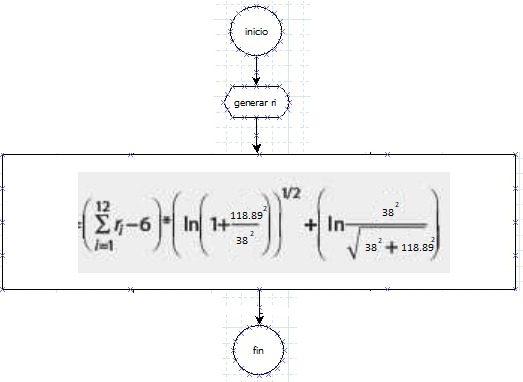 inicio
generar ri
=(∑_{i=1}^{12} r_i−6)*(ln(1+118.89²/38²))^{1/2}+(ln 38²/√(38²+118.89²))
fin